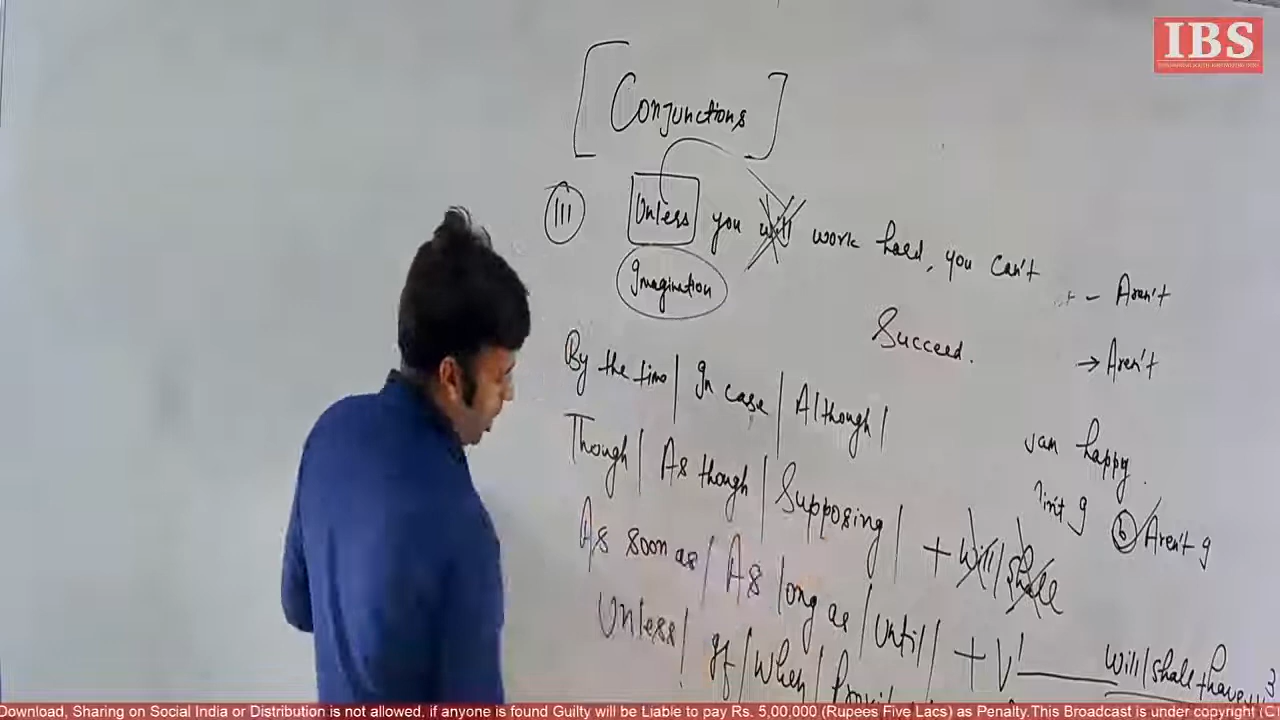 IBS
[Conjunctions]
III Unless you will work hard, you can't
Succeed.
Imagination
- Aren't
→ Aren't
By the time | In case | Although |
Though | As though | Supposing | + Will/Shall
am happy.
b Aren't I
As soon as | As long as | Until | + V¹
Will/Shall + have
Unless | If | When |
Download, Sharing on Social India or Distribution is not allowed. if anyone is found Guilty will be Liable to pay Rs. 5,00,000 (Rupees Five Lacs) as Penalty.This Broadcast is under copyright